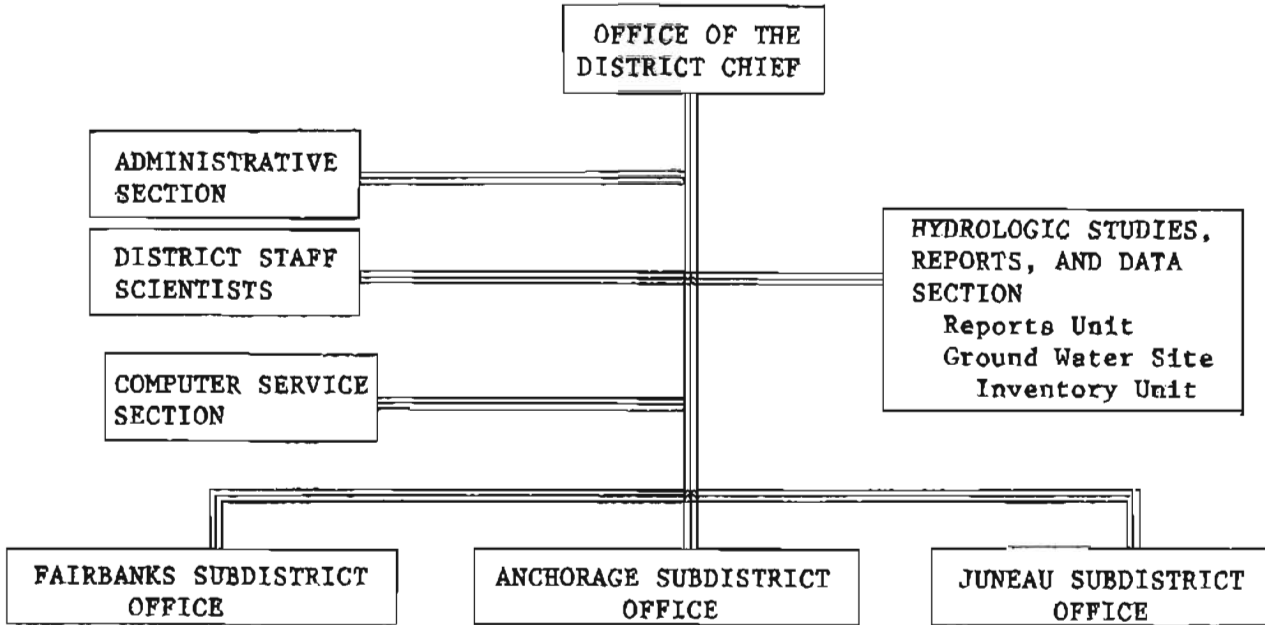 OFFICE OF THE
DISTRICT CHIEF
ADMINISTRATIVE
SECTION
DISTRICT STAFF
SCIENTISTS
HYDROLOGIC STUDIES,
REPORTS, AND DATA
SECTION
Reports Unit
Ground Water Site
Inventory Unit
COMPUTER SERVICE
SECTION
FAIRBANKS SUBDISTRICT
OFFICE
ANCHORAGE SUBDISTRICT
OFFICE
JUNEAU SUBDISTRICT
OFFICE